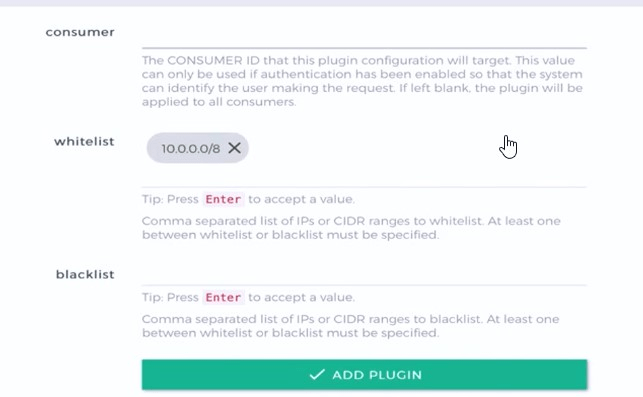 consumer
The CONSUMER ID that this plugin configuration will target. This value
can only be used if authentication has been enabled so that the system
can identify the user making the request. If left blank, the plugin will be
applied to all consumers.
whitelist
10.0.0.0/8
Tip: Press Enter to accept a value.
Comma separated list of IPs or CIDR ranges to whitelist. At least one
between whitelist or blacklist must be specified.
blacklist
Tip: Press Enter to accept a value.
Comma separated list of IPs or CIDR ranges to blacklist. At least one
between whitelist or blacklist must be specified.
ADD PLUGIN